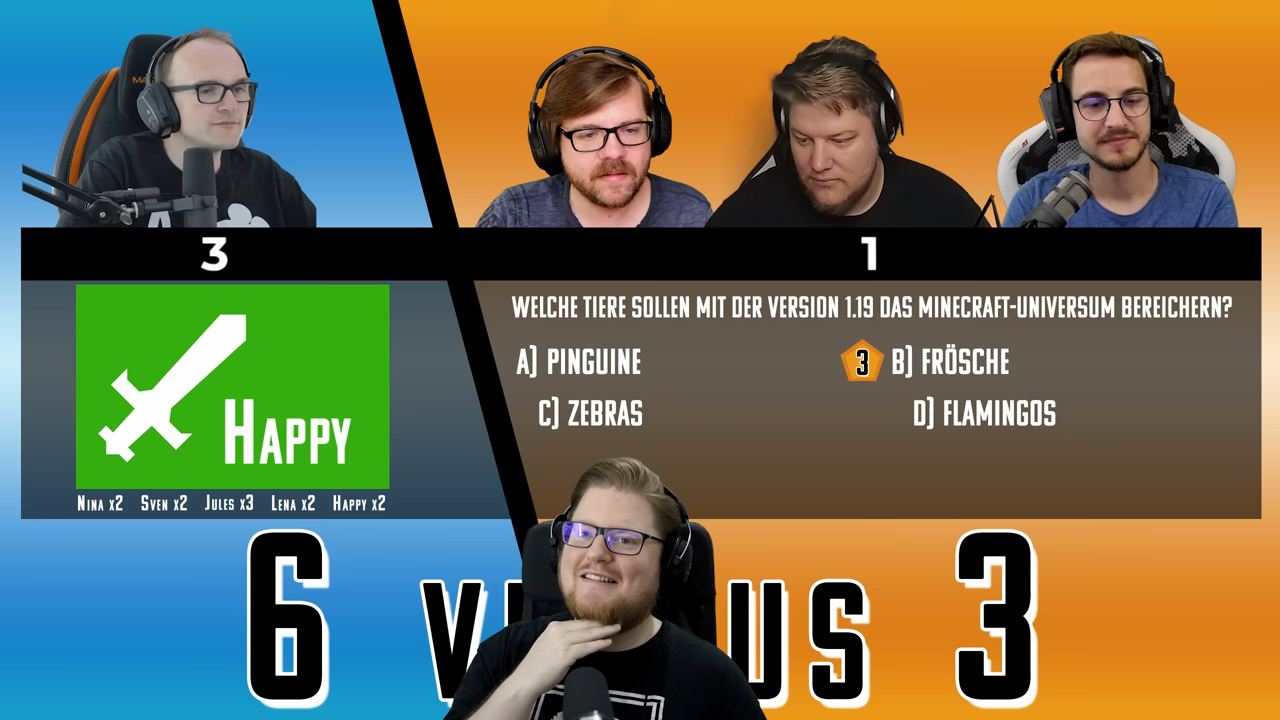 3
1
WELCHE TIERE SOLLEN MIT DER VERSION 1.19 DAS MINECRAFT-UNIVERSUM BEREICHERN?
A) PINGUINE
3 B) FRÖSCHE
C) ZEBRAS
D) FLAMINGOS
HAPPY
NINA X2 SVEN X2 JULES X3 LENA X2 HAPPY X2
6 V US 3